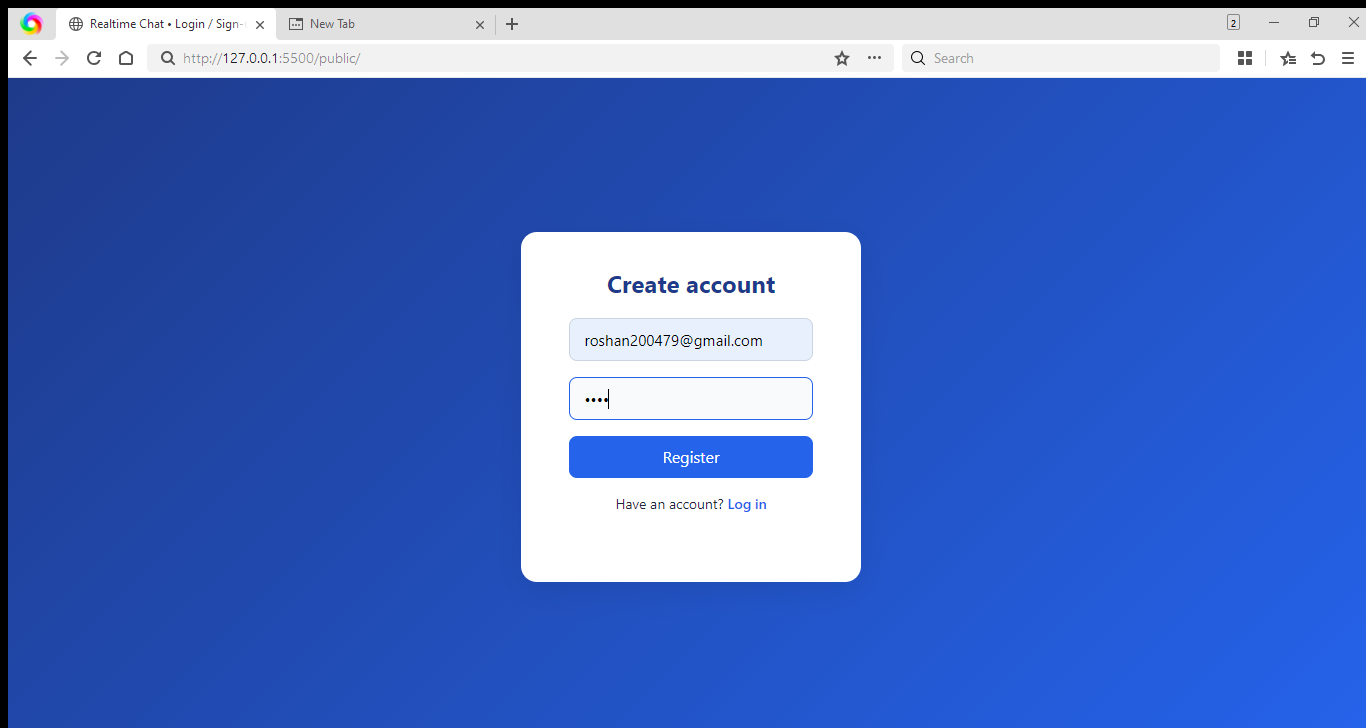 Realtime Chat • Login / Sign-
New Tab
2
http://127.0.0.1:5500/public/
Search
Create account
roshan200479@gmail.com
••••
Register
Have an account? Log in